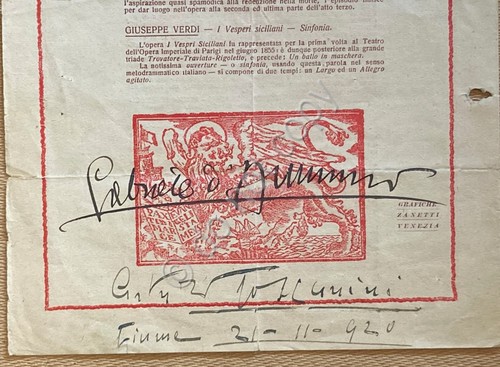 l'aspirazione quasi spasmodica alla redenzione nella morte,
per dar luogo nell'opera alla seconda ed ultima parte dell'atto terzo.
GIUSEPPE VERDI — I Vesperi siciliani — Sinfonia.
L'opera I Vespri Siciliani fu rappresentata per la prima volta al Teatro
dell'Opera Imperiale di Parigi nel giugno 1855: è dunque posteriore alla grande
triade Trovatore-Traviata-Rigoletto, e precede: Un ballo in maschera.
La notissima ouverture — o sinfonia, usando questa parola nel senso
melodrammatico italiano — si compone di due tempi: un Largo ed un Allegro
agitato.
Gabriele d'Annunzio
GRAFICHE
ZANETTI
VENEZIA
Arturo Toscanini
Fiume 21-11-920